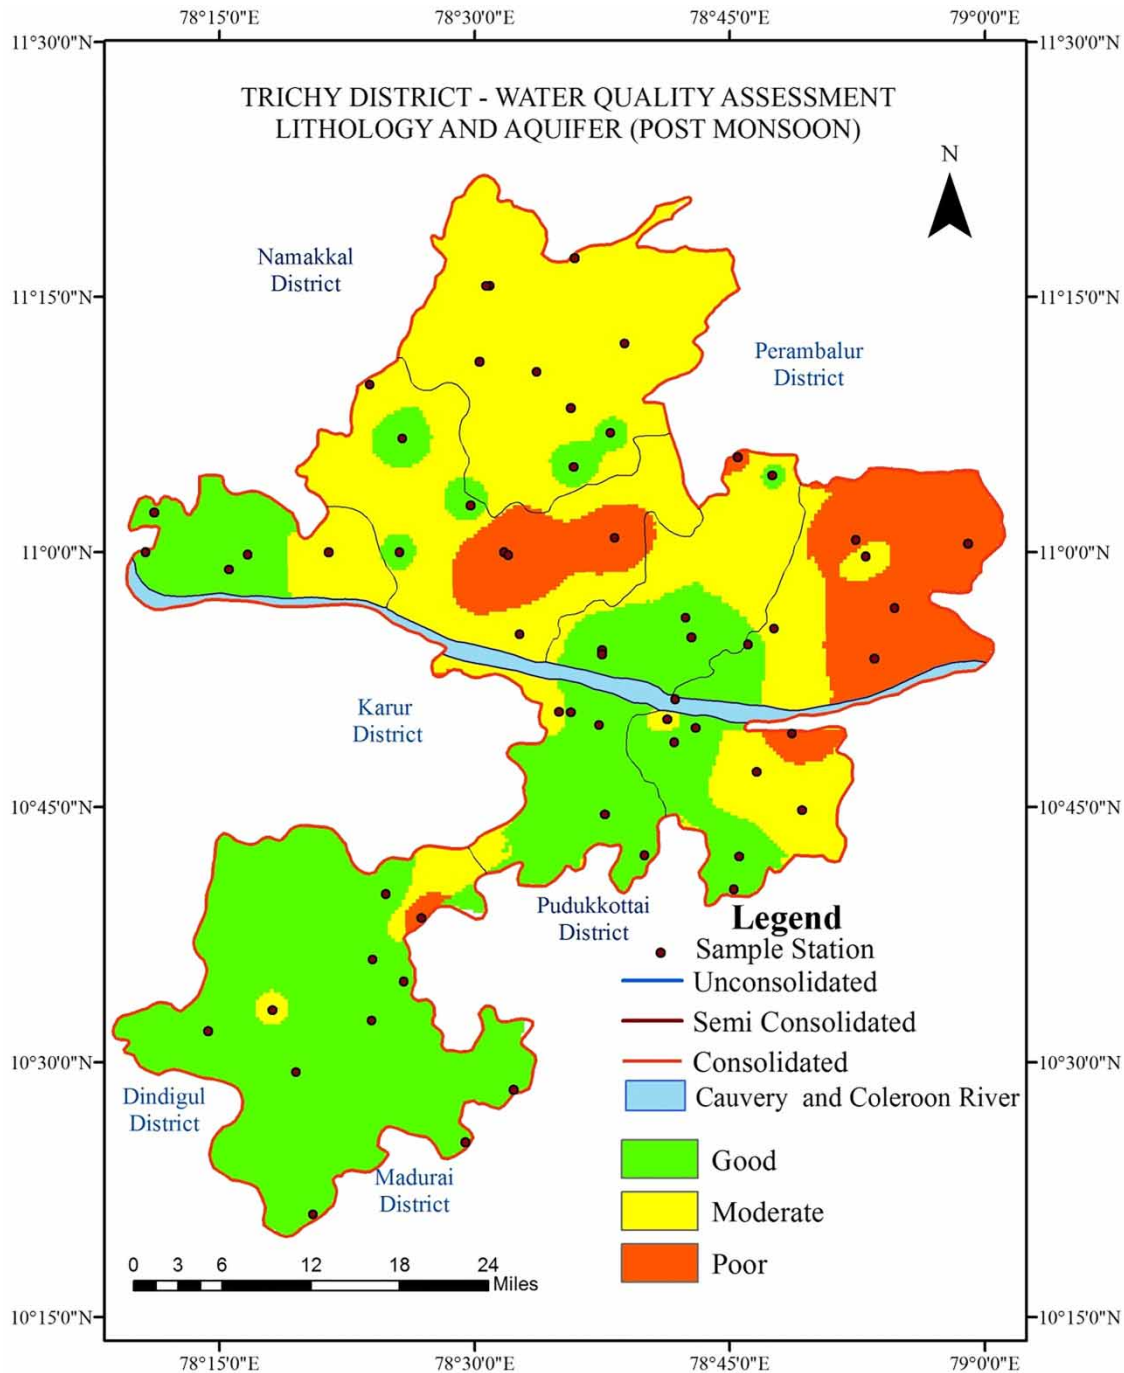 78°15'0"E 78°30'0"E 78°45'0"E 79°0'0"E
11°30'0"N 11°30'0"N
TRICHY DISTRICT - WATER QUALITY ASSESSMENT
LITHOLOGY AND AQUIFER (POST MONSOON)
N
Namakkal
District
11°15'0"N 11°15'0"N
Perambalur
District
11°0'0"N 11°0'0"N
Karur
District
10°45'0"N 10°45'0"N
Pudukkottai
District
Legend
Sample Station
Unconsolidated
Semi Consolidated
Consolidated
10°30'0"N 10°30'0"N
Cauvery and Coleroon River
Dindigul
District
Good
Madurai
District
Moderate
Poor
0 3 6 12 18 24
Miles
10°15'0"N 10°15'0"N
78°15'0"E 78°30'0"E 78°45'0"E 79°0'0"E